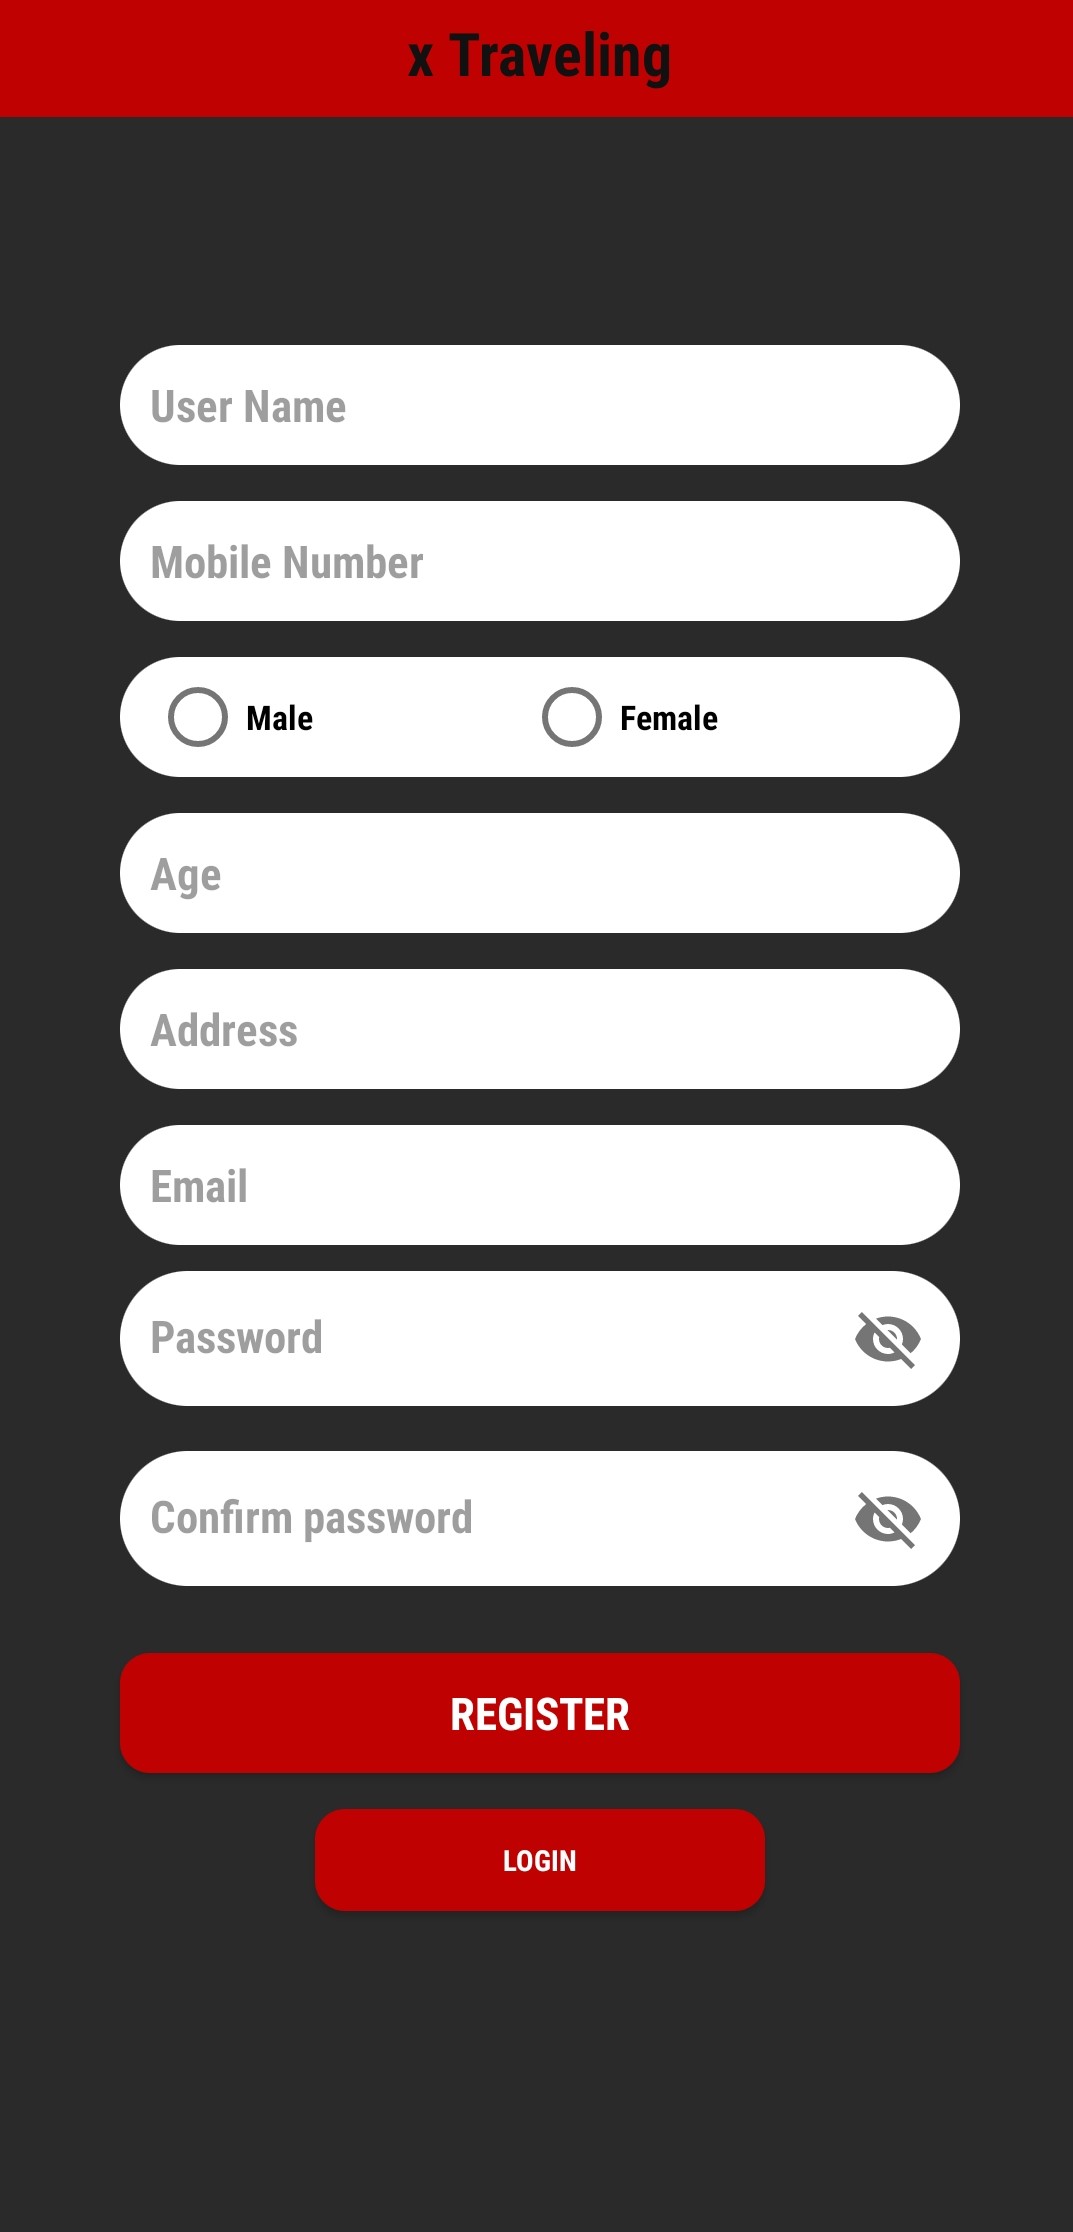 x Traveling
User Name
Mobile Number
Male Female
Age
Address
Email
Password
Confirm password
REGISTER
LOGIN